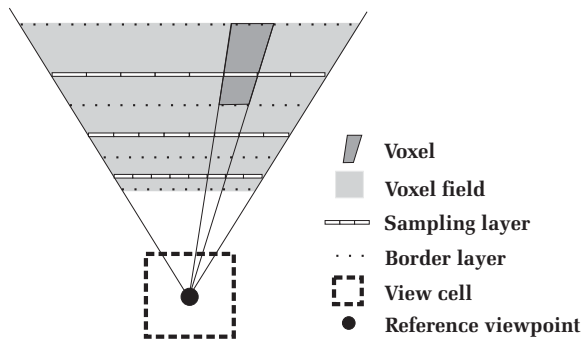 Voxel
Voxel field
Sampling layer
Border layer
View cell
Reference viewpoint